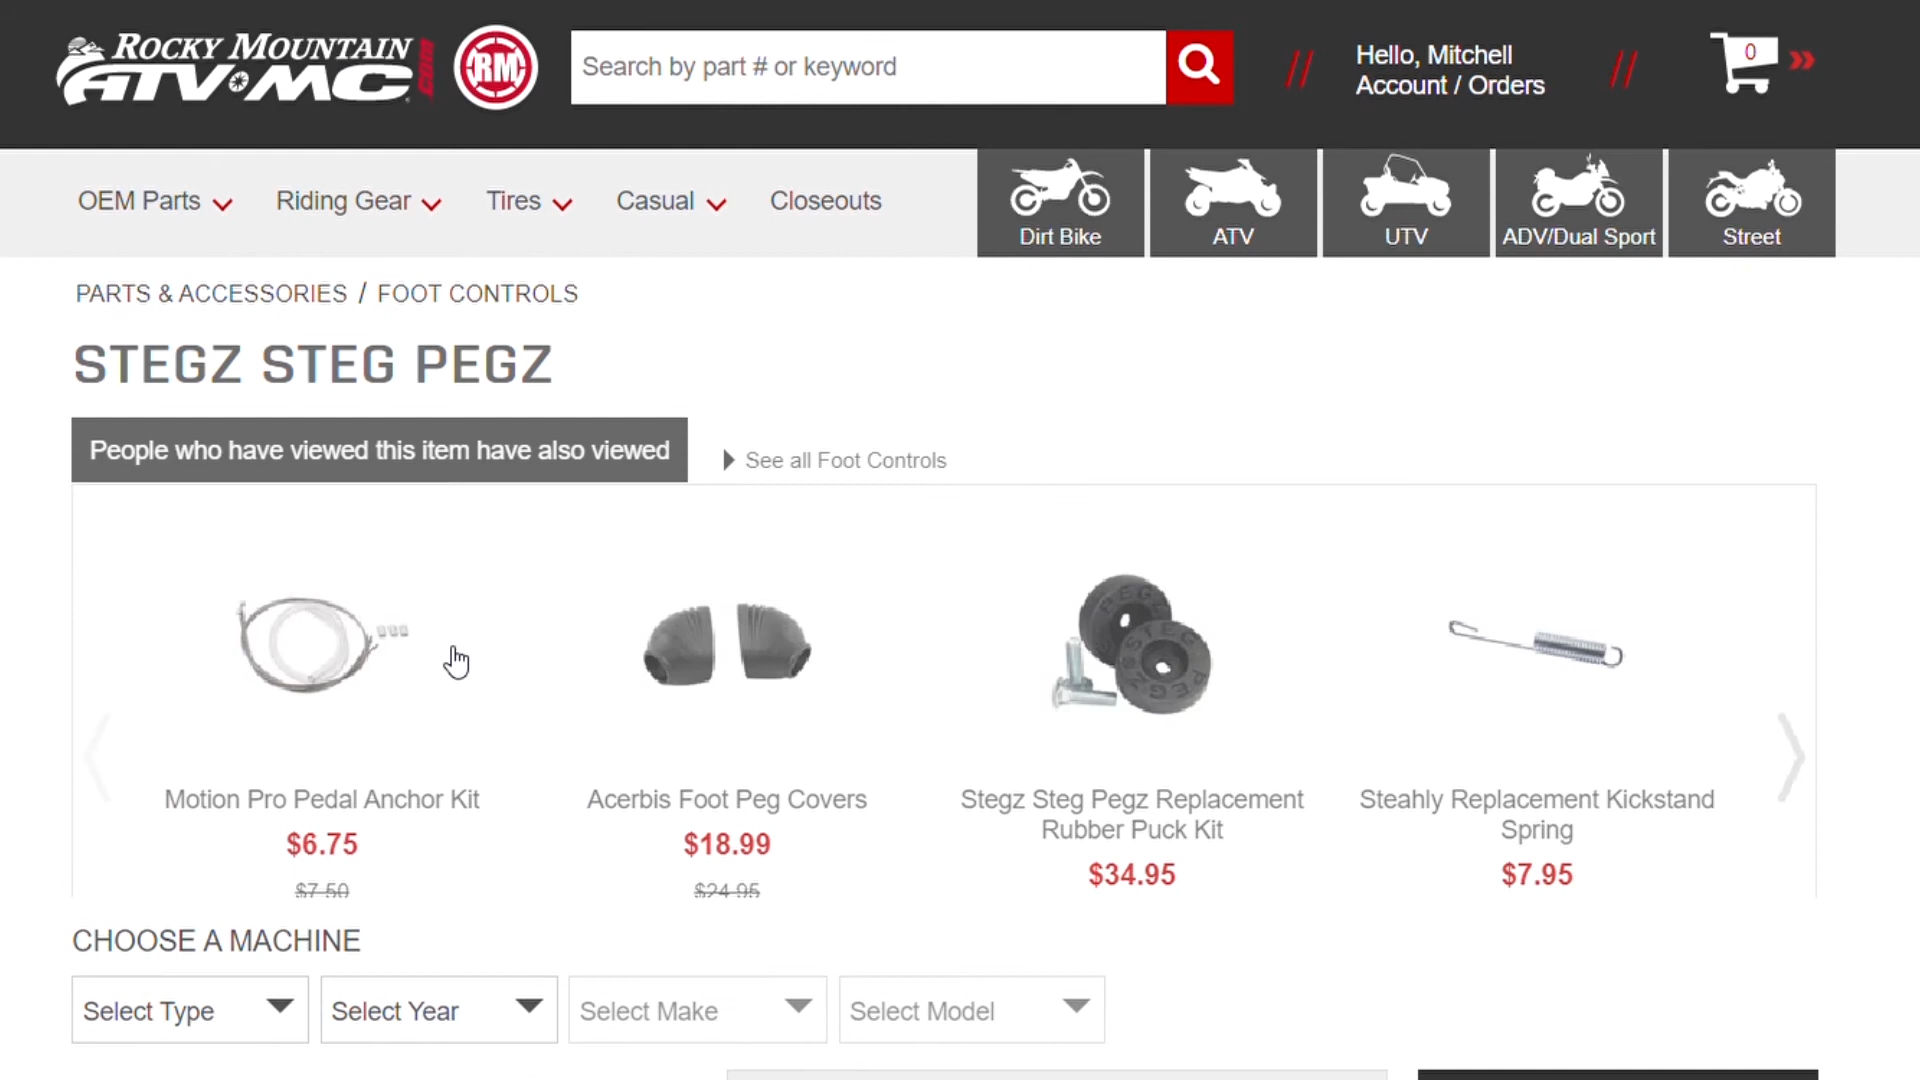 ROCKY MOUNTAIN
ATV•MC
.COM
RM
Search by part # or keyword
Hello, Mitchell
Account / Orders
0
OEM Parts
Riding Gear
Tires
Casual
Closeouts
Dirt Bike
ATV
UTV
ADV/Dual Sport
Street
PARTS & ACCESSORIES / FOOT CONTROLS
STEGZ STEG PEGZ
People who have viewed this item have also viewed
See all Foot Controls
PEGZ
STEG
PEGZ
Motion Pro Pedal Anchor Kit
$6.75
$7.50
Acerbis Foot Peg Covers
$18.99
$24.95
Stegz Steg Pegz Replacement
Rubber Puck Kit
$34.95
Steahly Replacement Kickstand
Spring
$7.95
CHOOSE A MACHINE
Select Type
Select Year
Select Make
Select Model